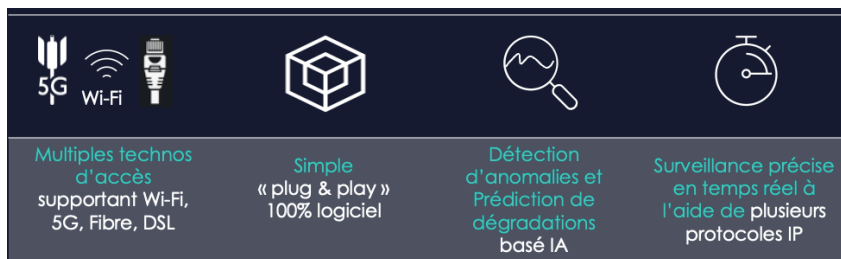 5G
Wi-Fi
Multiples technos
d'accès
supportant Wi-Fi,
5G, Fibre, DSL
Simple
« plug & play »
100% logiciel
Détection
d'anomalies et
Prédiction de
dégradations
basé IA
Surveillance précise
en temps réel à
l'aide de plusieurs
protocoles IP